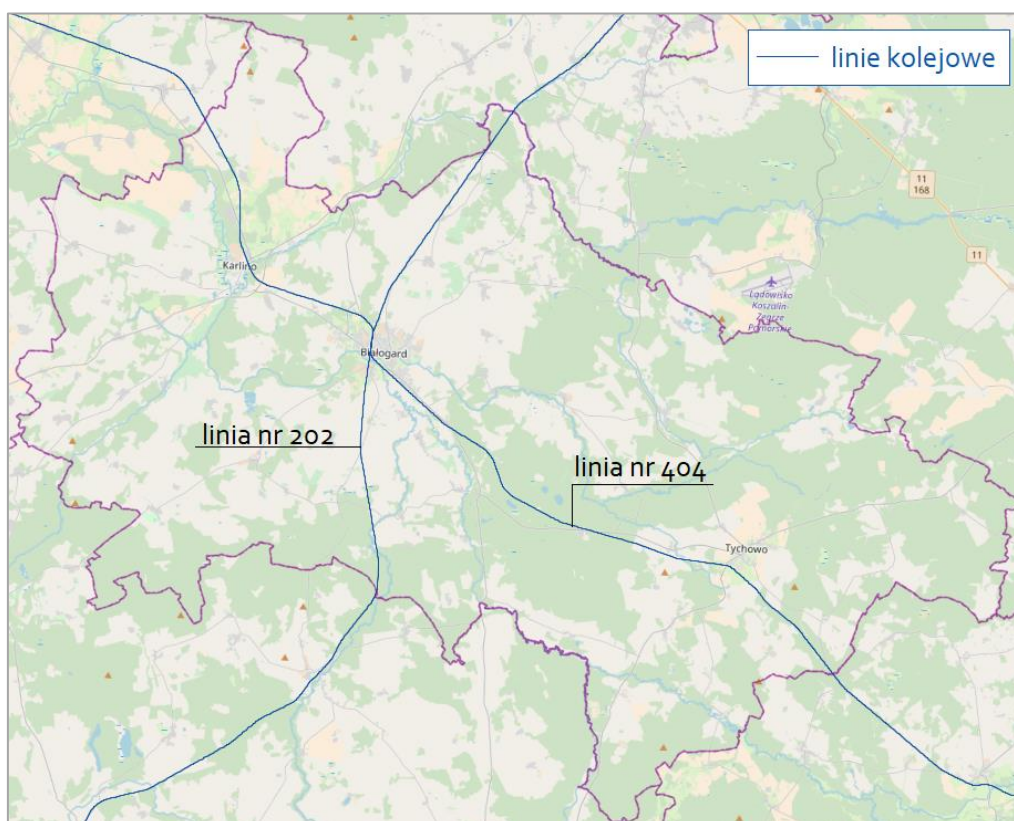 linie kolejowe
11
168
11
Karlino
Lądowisko
Koszalin-
Zegrze
Pomorskie
Białogard
linia nr 202
linia nr 404
Tychowo